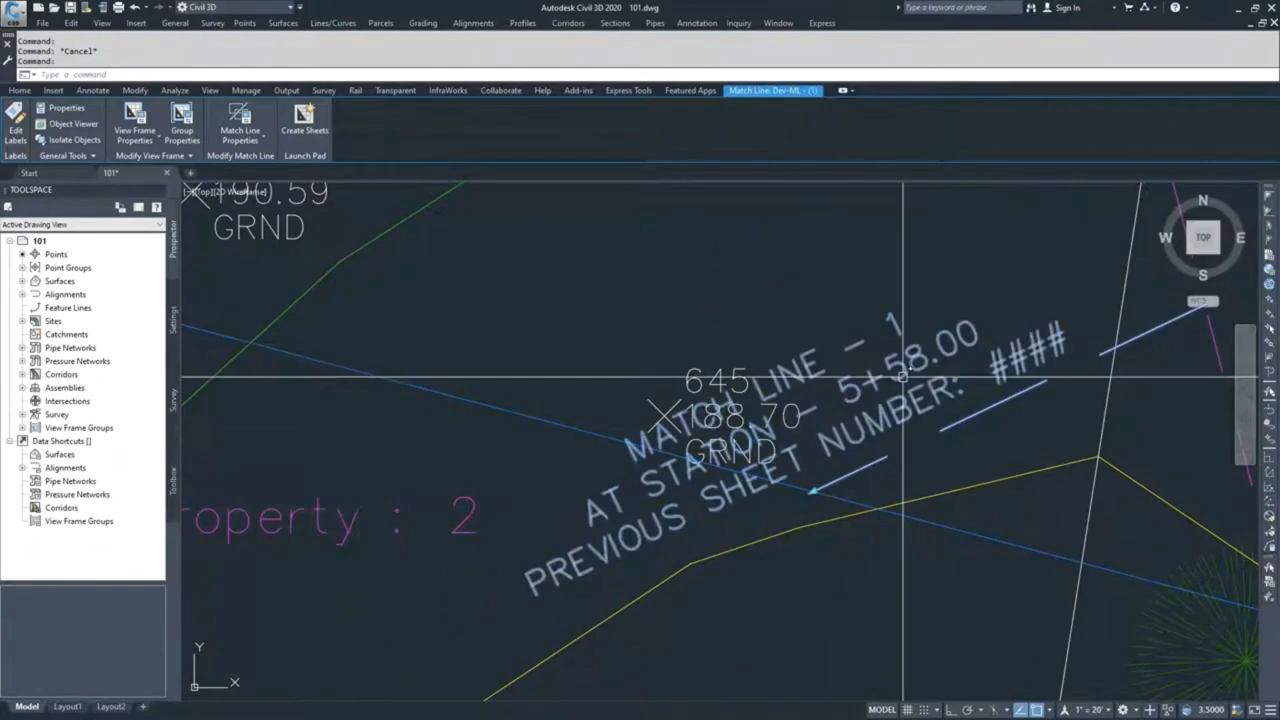 Civil 3D
Autodesk Civil 3D 2020 101.dwg
Type a keyword or phrase
Sign In
File Edit View Insert General Survey Points Surfaces Lines/Curves Parcels Grading Alignments Profiles Corridors Sections Pipes Annotation Inquiry Window Express
Command:
Command: *Cancel*
Command:
Type a command
Home Insert Annotate Modify Analyze View Manage Output Survey Rail Transparent InfraWorks Collaborate Help Add-ins Express Tools Featured Apps Match Line: Dev-ML - (1)
Edit Labels
Properties
Object Viewer
Isolate Objects
View Frame Properties
Group Properties
Match Line Properties
Create Sheets
Labels General Tools Modify View Frame Modify Match Line Launch Pad
Start 101*
TOOLSPACE
Active Drawing View
101
Points
Point Groups
Surfaces
Alignments
Feature Lines
Sites
Catchments
Pipe Networks
Pressure Networks
Corridors
Assemblies
Intersections
Survey
View Frame Groups
Data Shortcuts []
Surfaces
Alignments
Pipe Networks
Pressure Networks
Corridors
View Frame Groups
Prospector
Settings
Survey
Toolbox
[-][Top][2D Wireframe]
190.59
GRND
N
W TOP E
S
WCS
645
188.70
GRND
MATCH LINE - 1
AT STATION - 5+58.00
PREVIOUS SHEET NUMBER: ####
roperty : 2
Y
X
Model Layout1 Layout2
MODEL
1" = 20'
3.5000